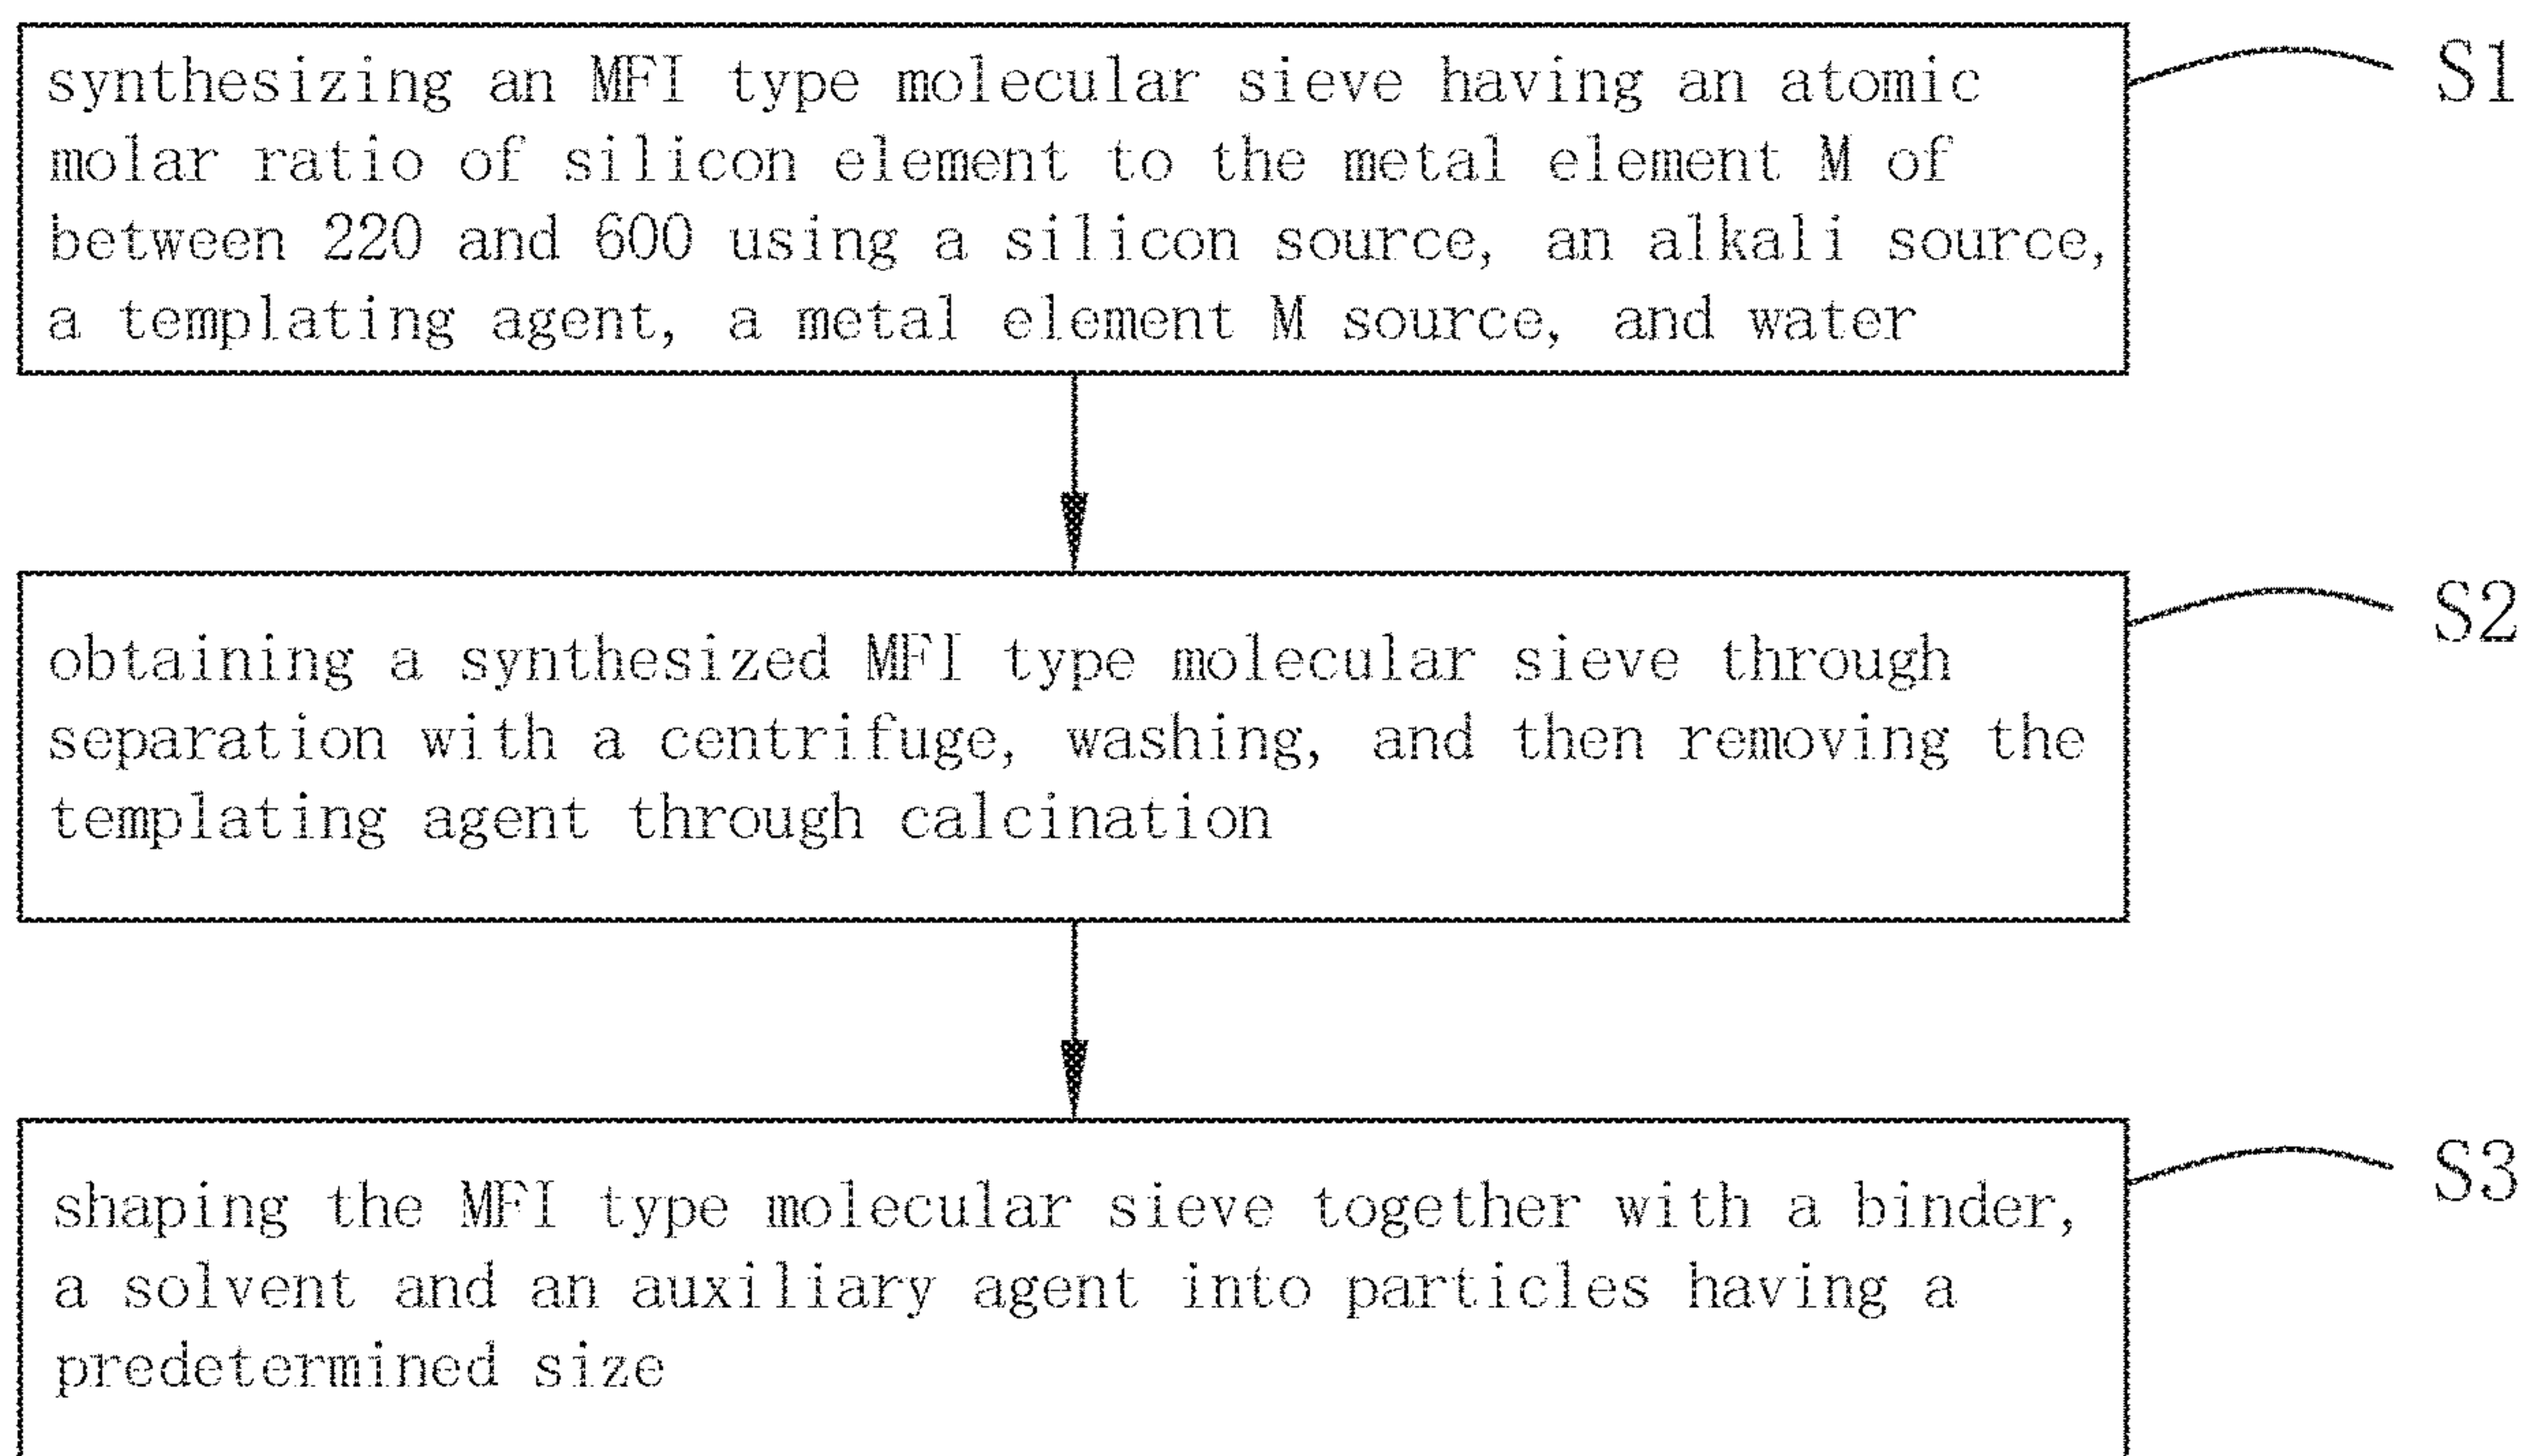 synthesizing an MFI type molecular sieve having an atomic
molar ratio of silicon element to the metal element M of
between 220 and 600 using a silicon source, an alkali source,
a templating agent, a metal element M source, and water
S1
obtaining a synthesized MFI type molecular sieve through
separation with a centrifuge, washing, and then removing the
templating agent through calcination
S2
shaping the MFI type molecular sieve together with a binder,
a solvent and an auxiliary agent into particles having a
predetermined size
S3